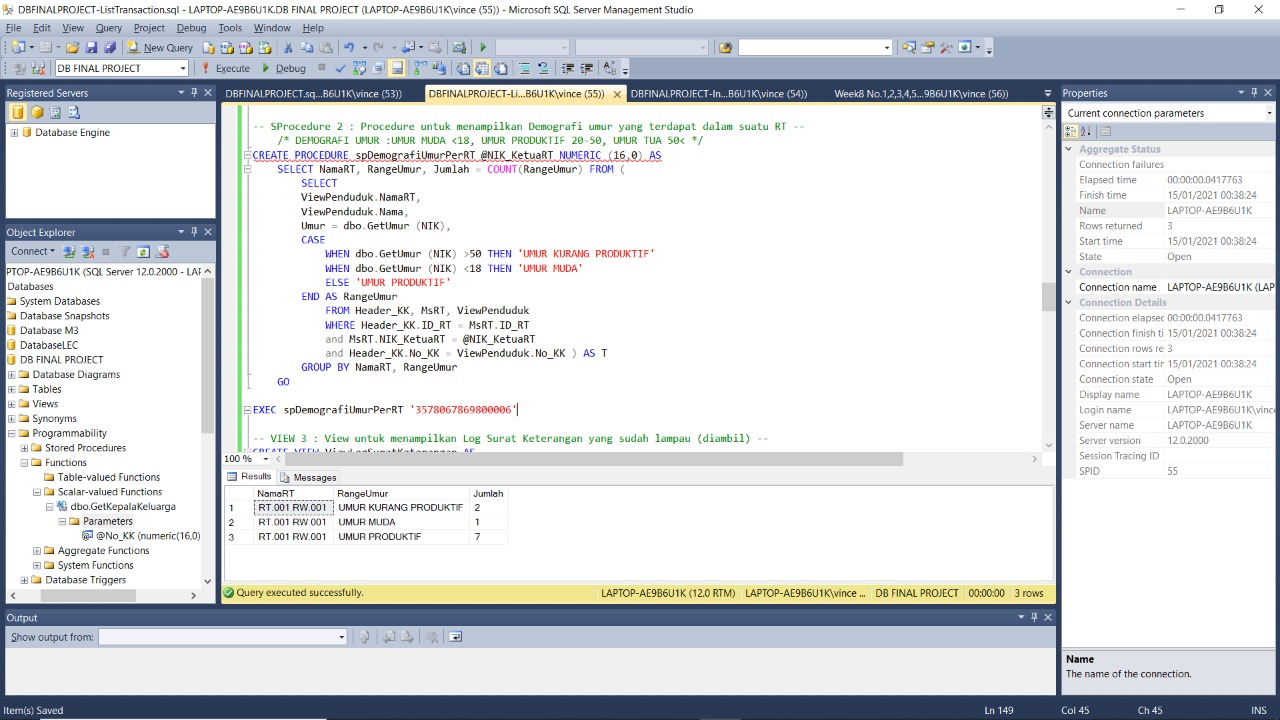 DBFINALPROJECT-ListTransaction.sql - LAPTOP-AE9B6U1K.DB FINAL PROJECT (LAPTOP-AE9B6U1K\vince (55)) - Microsoft SQL Server Management Studio
File Edit View Query Project Debug Tools Window Help
New Query
DB FINAL PROJECT Execute Debug
Registered Servers
Database Engine
Object Explorer
Connect
PTOP-AE9B6U1K (SQL Server 12.0.2000 - LAF
Databases
System Databases
Database Snapshots
Database M3
DatabaseLEC
DB FINAL PROJECT
Database Diagrams
Tables
Views
Synonyms
Programmability
Stored Procedures
Functions
Table-valued Functions
Scalar-valued Functions
dbo.GetKepalaKeluarga
Parameters
@No_KK (numeric(16,0)
Aggregate Functions
System Functions
Database Triggers
DBFINALPROJECT.sq...B6U1K\vince (53)) DBFINALPROJECT-Li...B6U1K\vince (55)) DBFINALPROJECT-In...B6U1K\vince (54)) Week8 No.1,2,3,4,5...9B6U1K\vince (56))
-- SProcedure 2 : Procedure untuk menampilkan Demografi umur yang terdapat dalam suatu RT --
/* DEMOGRAFI UMUR :UMUR MUDA <18, UMUR PRODUKTIF 20-50, UMUR TUA 50< */
CREATE PROCEDURE spDemografiUmurPerRT @NIK_KetuaRT NUMERIC (16,0) AS
SELECT NamaRT, RangeUmur, Jumlah = COUNT(RangeUmur) FROM (
SELECT
ViewPenduduk.NamaRT,
ViewPenduduk.Nama,
Umur = dbo.GetUmur (NIK),
CASE
WHEN dbo.GetUmur (NIK) >50 THEN 'UMUR KURANG PRODUKTIF'
WHEN dbo.GetUmur (NIK) <18 THEN 'UMUR MUDA'
ELSE 'UMUR PRODUKTIF'
END AS RangeUmur
FROM Header_KK, MsRT, ViewPenduduk
WHERE Header_KK.ID_RT = MsRT.ID_RT
and MsRT.NIK_KetuaRT = @NIK_KetuaRT
and Header_KK.No_KK = ViewPenduduk.No_KK ) AS T
GROUP BY NamaRT, RangeUmur
GO
EXEC spDemografiUmurPerRT '3578067869800006'
-- VIEW 3 : View untuk menampilkan Log Surat Keterangan yang sudah lampau (diambil) --
CREATE VIEW ViewLogSuratKeterangan AS
100 %
Results Messages
NamaRT RangeUmur Jumlah
1 RT.001 RW.001 UMUR KURANG PRODUKTIF 2
2 RT.001 RW.001 UMUR MUDA 1
3 RT.001 RW.001 UMUR PRODUKTIF 7
Query executed successfully. LAPTOP-AE9B6U1K (12.0 RTM) LAPTOP-AE9B6U1K\vince ... DB FINAL PROJECT 00:00:00 3 rows
Properties
Current connection parameters
Aggregate Status
Connection failures
Elapsed time 00:00:00.0417763
Finish time 15/01/2021 00:38:24
Name LAPTOP-AE9B6U1K
Rows returned 3
Start time 15/01/2021 00:38:24
State Open
Connection
Connection name LAPTOP-AE9B6U1K (LAP
Connection Details
Connection elapsec 00:00:00.0417763
Connection finish ti 15/01/2021 00:38:24
Connection rows re 3
Connection start tir 15/01/2021 00:38:24
Connection state Open
Display name LAPTOP-AE9B6U1K
Login name LAPTOP-AE9B6U1K\vince
Server name LAPTOP-AE9B6U1K
Server version 12.0.2000
Session Tracing ID
SPID 55
Name
The name of the connection.
Output
Show output from:
Item(s) Saved Ln 149 Col 45 Ch 45 INS